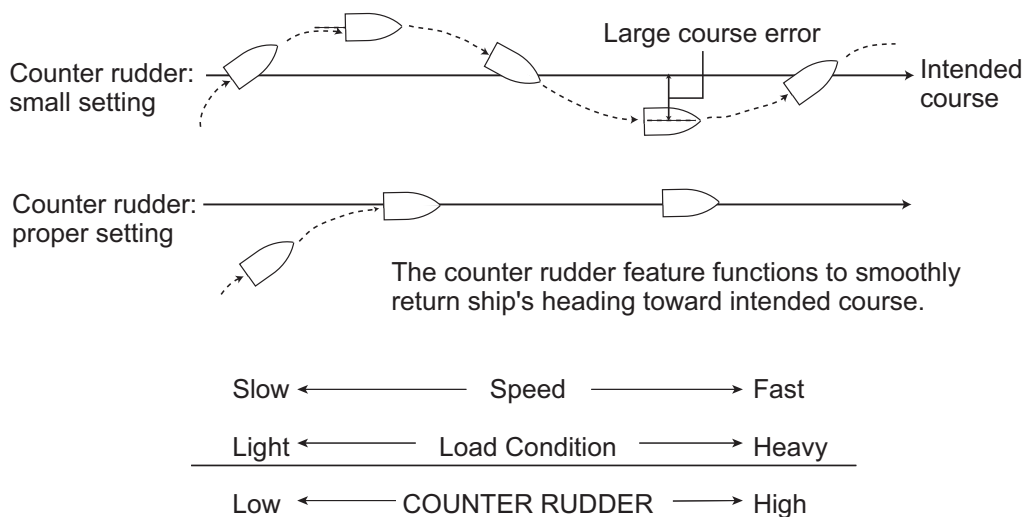 Large course error
Counter rudder:
small setting
Intended
course
Counter rudder:
proper setting
The counter rudder feature functions to smoothly
return ship's heading toward intended course.
Slow Speed Fast
Light Load Condition Heavy
Low COUNTER RUDDER High